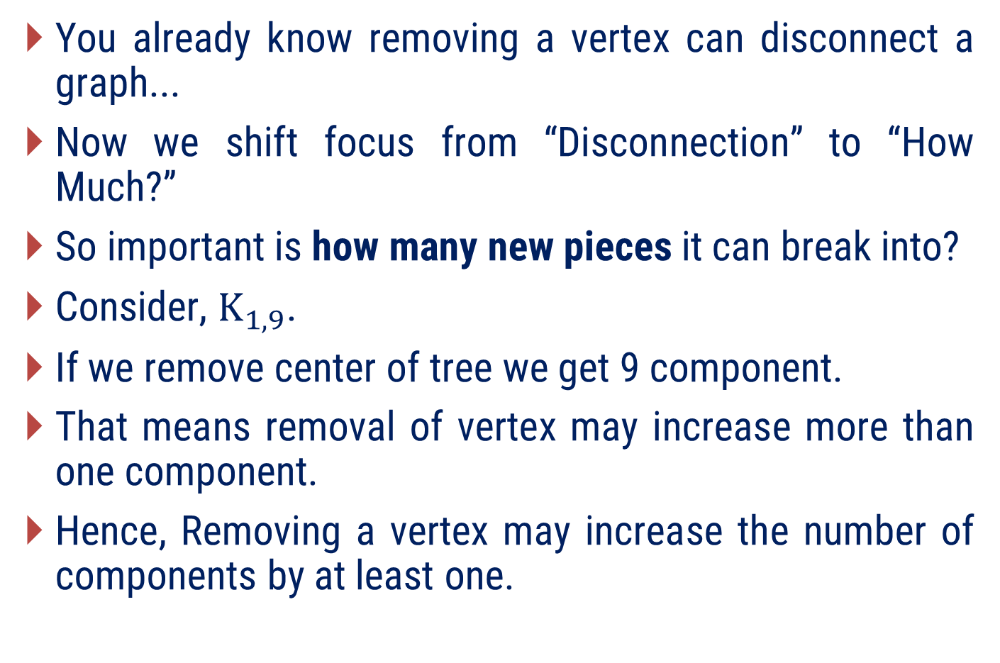 You already know removing a vertex can disconnect a
graph...
Now we shift focus from “Disconnection” to “How
Much?”
So important is how many new pieces it can break into?
Consider, K₁,₉.
If we remove center of tree we get 9 component.
That means removal of vertex may increase more than
one component.
Hence, Removing a vertex may increase the number of
components by at least one.